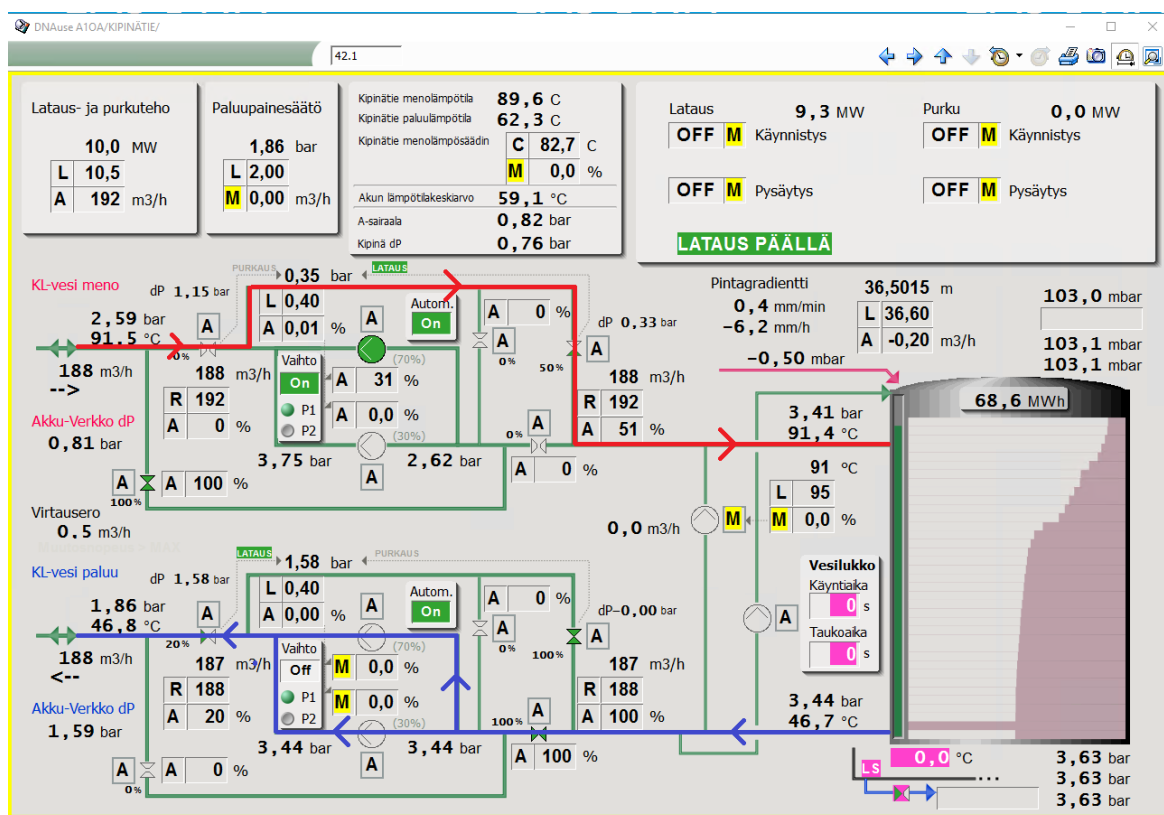 DNAuse A1OA/KIPINÄTIE/
42.1
Lataus- ja purkuteho
10,0 MW
L 10,5
A 192 m3/h
Paluupainesäätö
1,86 bar
L 2,00
M 0,00 m3/h
Kipinätie menolämpötila 89,6 C
Kipinätie paluulämpötila 62,3 C
Kipinätie menolämpösäädin C 82,7 C
M 0,0 %
Akun lämpötilakeskiarvo 59,1 °C
A-sairaala 0,82 bar
Kipinä dP 0,76 bar
Lataus 9,3 MW
OFF M Käynnistys
OFF M Pysäytys
Purku 0,0 MW
OFF M Käynnistys
OFF M Pysäytys
LATAUS PÄÄLLÄ
KL-vesi meno
dP 1,15 bar
PURKAUS 0,35 bar LATAUS
L 0,40
A 0,01 %
2,59 bar
91,5 °C
A
0%
188 m3/h
-->
188 m3/h
R 192
A 0 %
Akku-Verkko dP
0,81 bar
A A 100 %
100%
Vaihto
On
P1
P2
A
(70%)
A 31 %
A 0,0 %
(30%)
3,75 bar
2,62 bar
A
Autom.
On
A 0 %
A
0%
dP 0,33 bar
A
50%
188 m3/h
R 192
A 51 %
0% A
A 0 %
Pintagradientti
0,4 mm/min
-6,2 mm/h
-0,50 mbar
36,5015 m
L 36,60
A -0,20 m3/h
103,0 mbar
103,1 mbar
103,1 mbar
68,6 MWh
3,41 bar
91,4 °C
91 °C
L 95
M M 0,0 %
0,0 m3/h
Vesilukko
Käyntiaika
0 s
Taukoaika
0 s
A
3,44 bar
46,7 °C
0,0 °C
LS
3,63 bar
3,63 bar
3,63 bar
Virtausero
0.5 m3/h
KL-vesi paluu
dP 1,58 bar
LATAUS 1,58 bar PURKAUS
L 0,40
A 0,00 %
1,86 bar
46,8 °C
A
20%
188 m3/h
<--
187 m3/h
R 188
A 20 %
Akku-Verkko dP
1,59 bar
A A 0 %
0%
Vaihto
Off
P1
P2
A
(70%)
M 0,0 %
M 0,0 %
(30%)
3,44 bar
3,44 bar
A
Autom.
On
A 0 %
A
0%
dP-0,00 bar
A
100%
187 m3/h
R 188
A 100 %
100% A
A 100 %